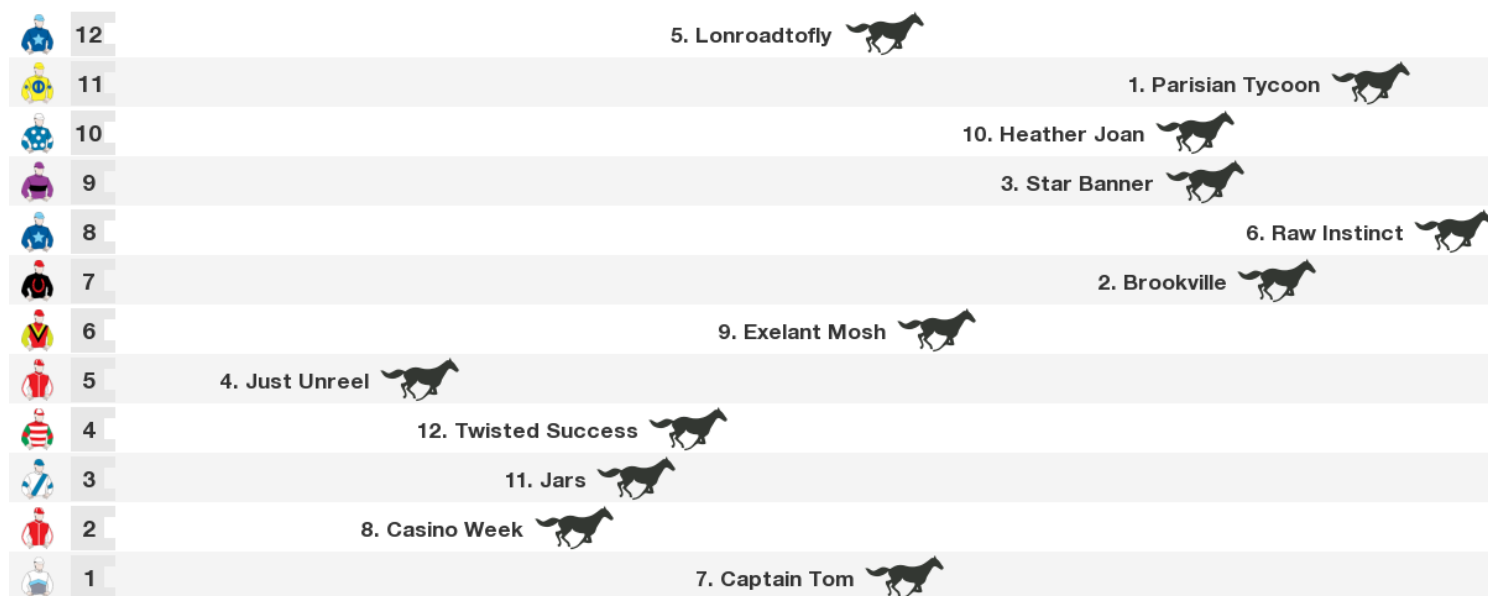 12 5. Lonroadtofly
11 1. Parisian Tycoon
10 10. Heather Joan
9 3. Star Banner
8 6. Raw Instinct
7 2. Brookville
6 9. Exelant Mosh
5 4. Just Unreel
4 12. Twisted Success
3 11. Jars
2 8. Casino Week
1 7. Captain Tom